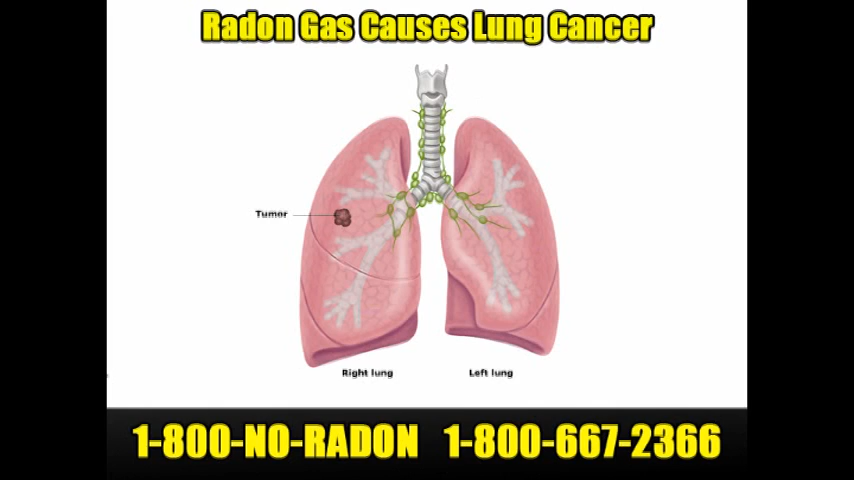 Radon Gas Causes Lung Cancer
Tumor
Right lung Left lung
1-800-NO-RADON 1-800-667-2366